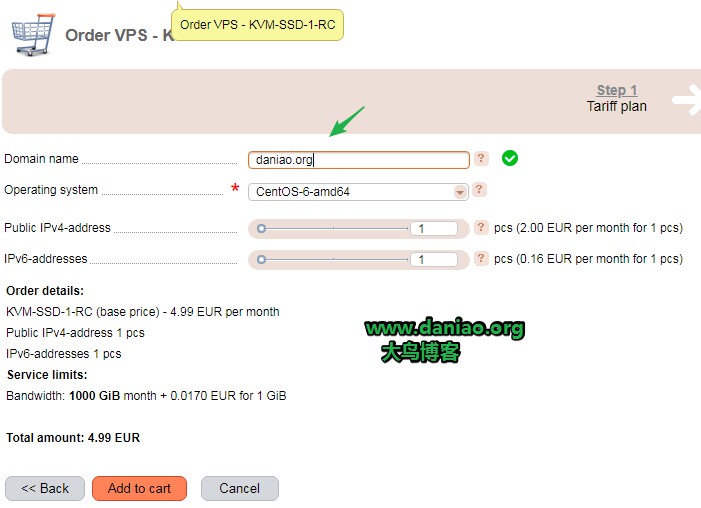 Order VPS - K
Order VPS - KVM-SSD-1-RC
Step 1
Tariff plan
Domain name daniao.org ?
Operating system * CentOS-6-amd64 ?
Public IPv4-address 1 ? pcs (2.00 EUR per month for 1 pcs)
IPv6-addresses 1 ? pcs (0.16 EUR per month for 1 pcs)
Order details:
KVM-SSD-1-RC (base price) - 4.99 EUR per month
Public IPv4-address 1 pcs
www.daniao.org
IPv6-addresses 1 pcs
大鸟博客
Service limits:
Bandwidth: 1000 GiB month + 0.0170 EUR for 1 GiB
Total amount: 4.99 EUR
<< Back Add to cart Cancel